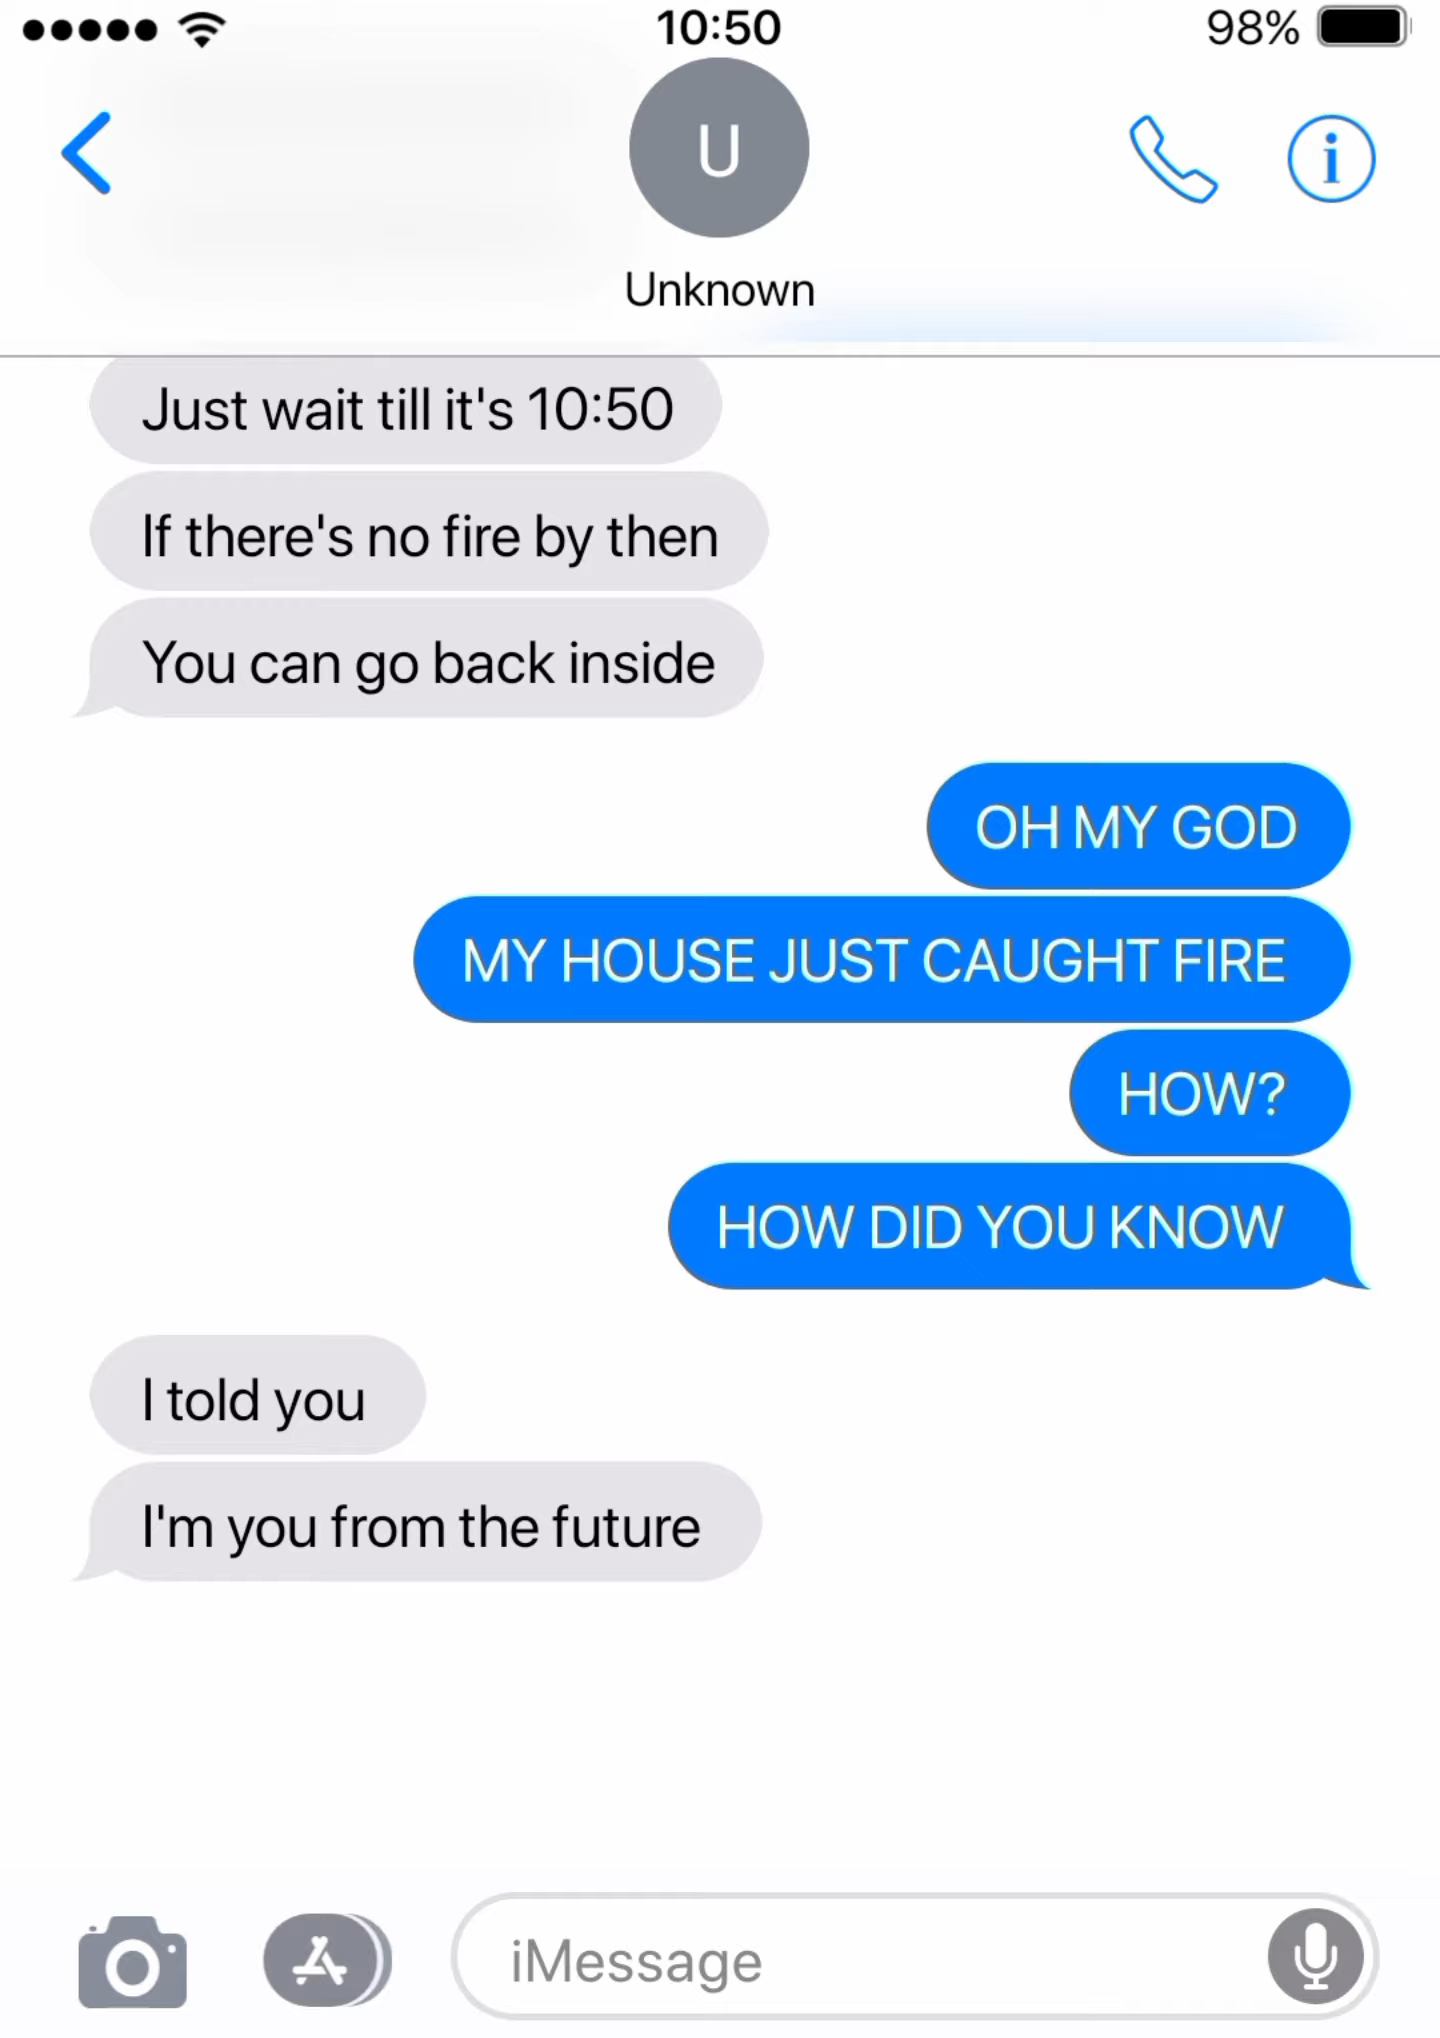 10:50
98%
U
i
Unknown
Just wait till it's 10:50
If there's no fire by then
You can go back inside
OH MY GOD
MY HOUSE JUST CAUGHT FIRE
HOW?
HOW DID YOU KNOW
I told you
I'm you from the future
iMessage